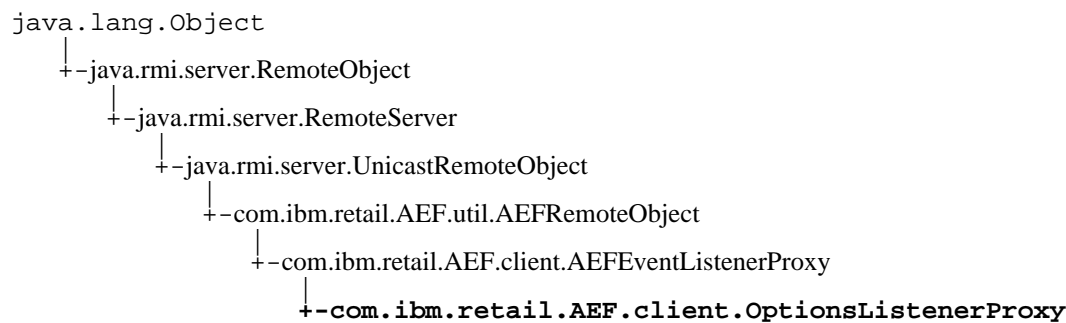 java.lang.Object
|
+-java.rmi.server.RemoteObject
|
+-java.rmi.server.RemoteServer
|
+-java.rmi.server.UnicastRemoteObject
|
+-com.ibm.retail.AEF.util.AEFRemoteObject
|
+-com.ibm.retail.AEF.client.AEFEventListenerProxy
|
+-com.ibm.retail.AEF.client.OptionsListenerProxy